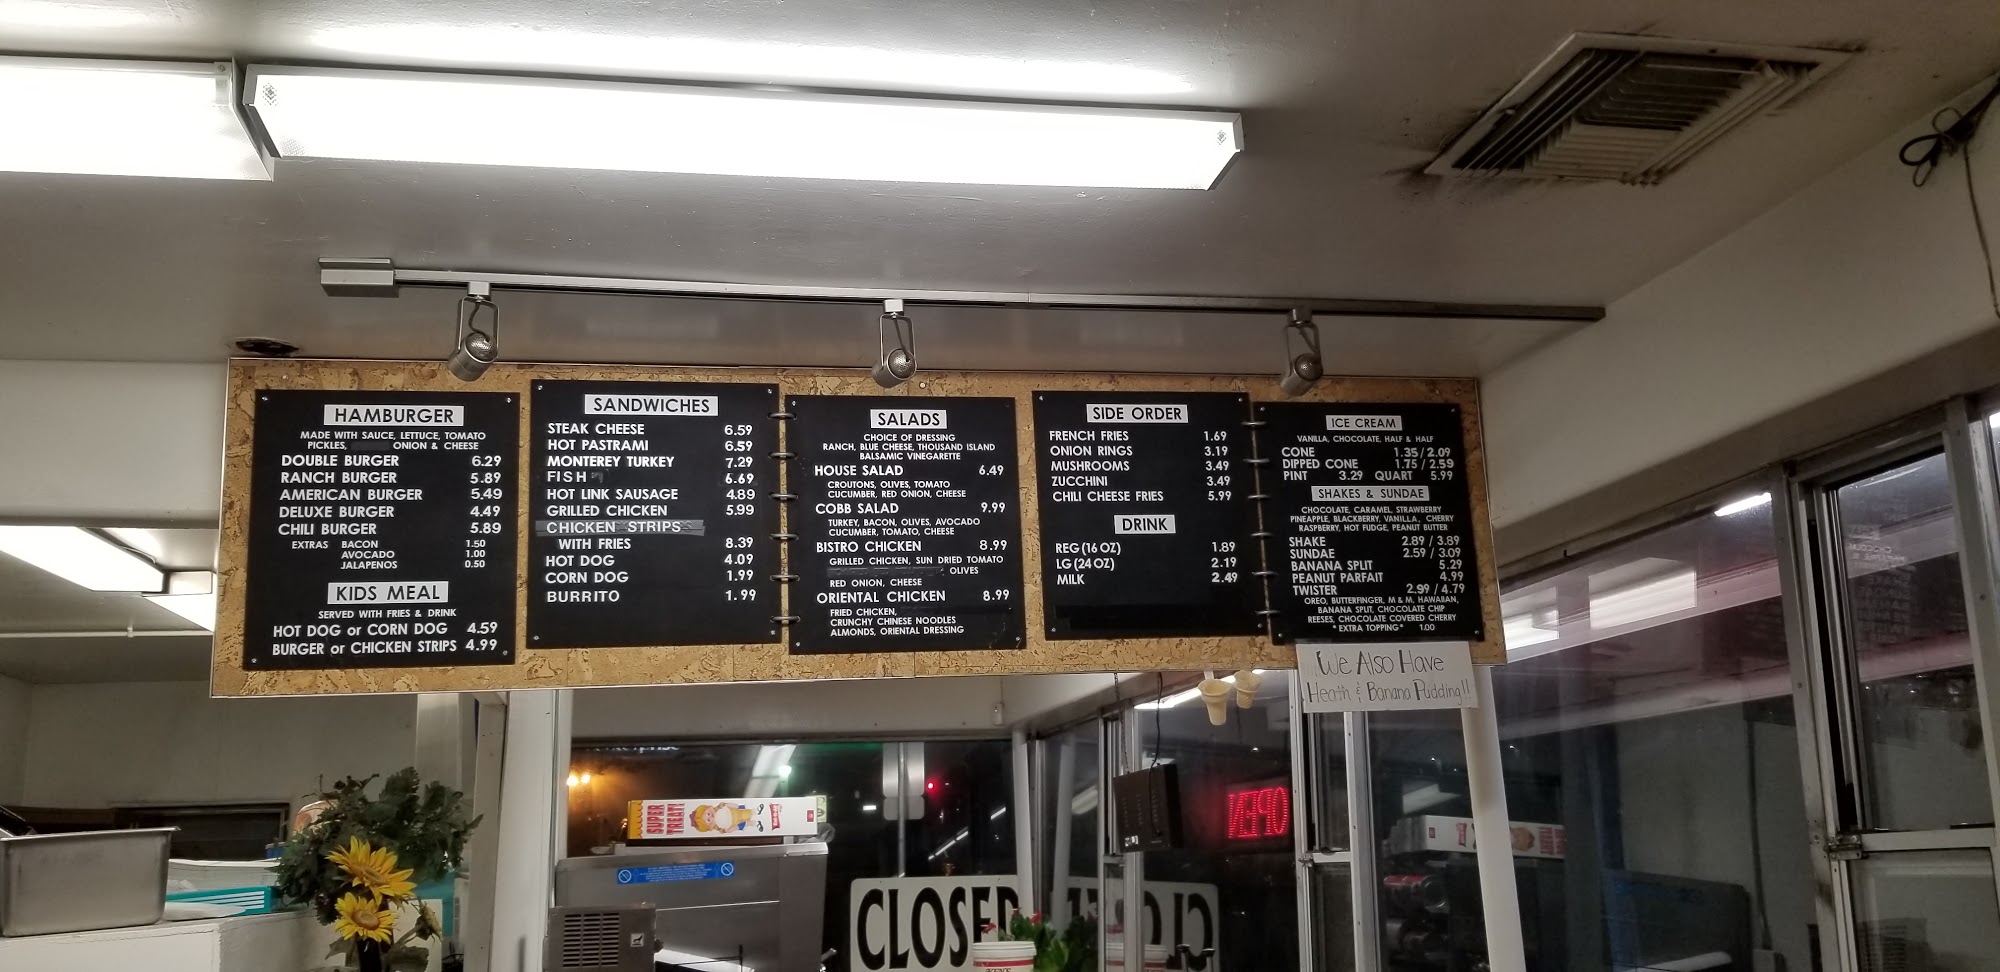 HAMBURGER
MADE WITH SAUCE, LETTUCE, TOMATO
PICKLES, ONION & CHEESE
DOUBLE BURGER 6.29
RANCH BURGER 5.89
AMERICAN BURGER 5.49
DELUXE BURGER 4.49
CHILI BURGER 5.89
EXTRAS BACON 1.50
AVOCADO 1.00
JALAPENOS 0.50
KIDS MEAL
SERVED WITH FRIES & DRINK
HOT DOG or CORN DOG 4.59
BURGER or CHICKEN STRIPS 4.99
SANDWICHES
STEAK CHEESE 6.59
HOT PASTRAMI 6.59
MONTEREY TURKEY 7.29
FISH 6.69
HOT LINK SAUSAGE 4.89
GRILLED CHICKEN 5.99
CHICKEN STRIPS
WITH FRIES 8.39
HOT DOG 4.09
CORN DOG 1.99
BURRITO 1.99
SALADS
CHOICE OF DRESSING
RANCH, BLUE CHEESE, THOUSAND ISLAND
BALSAMIC VINEGARETTE
HOUSE SALAD 6.49
CROUTONS, OLIVES, TOMATO
CUCUMBER, RED ONION, CHEESE
COBB SALAD 9.99
TURKEY, BACON, OLIVES, AVOCADO
CUCUMBER, TOMATO, CHEESE
BISTRO CHICKEN 8.99
GRILLED CHICKEN, SUN DRIED TOMATO
OLIVES
RED ONION, CHEESE
ORIENTAL CHICKEN 8.99
FRIED CHICKEN,
CRUNCHY CHINESE NOODLES
ALMONDS, ORIENTAL DRESSING
SIDE ORDER
FRENCH FRIES 1.69
ONION RINGS 3.19
MUSHROOMS 3.49
ZUCCHINI 3.49
CHILI CHEESE FRIES 5.99
DRINK
REG (16 OZ) 1.89
LG (24 OZ) 2.19
MILK 2.49
ICE CREAM
VANILLA, CHOCOLATE, HALF & HALF
CONE 1.35 / 2.09
DIPPED CONE 1.75 / 2.59
PINT 3.29 QUART 5.99
SHAKES & SUNDAE
CHOCOLATE, CARAMEL, STRAWBERRY
PINEAPPLE, BLACKBERRY, VANILLA, CHERRY
RASPBERRY, HOT FUDGE, PEANUT BUTTER
SHAKE 2.89 / 3.89
SUNDAE 2.59 / 3.09
BANANA SPLIT 5.29
PEANUT PARFAIT 4.99
TWISTER 2.99 / 4.79
OREO, BUTTERFINGER, M & M, HAWAIIAN,
BANANA SPLIT, CHOCOLATE CHIP
REESES, CHOCOLATE COVERED CHERRY
* EXTRA TOPPING * 1.00
We Also Have
Heath & Banana Pudding!!
SUPER TREAT!
OPEN
CLOSED